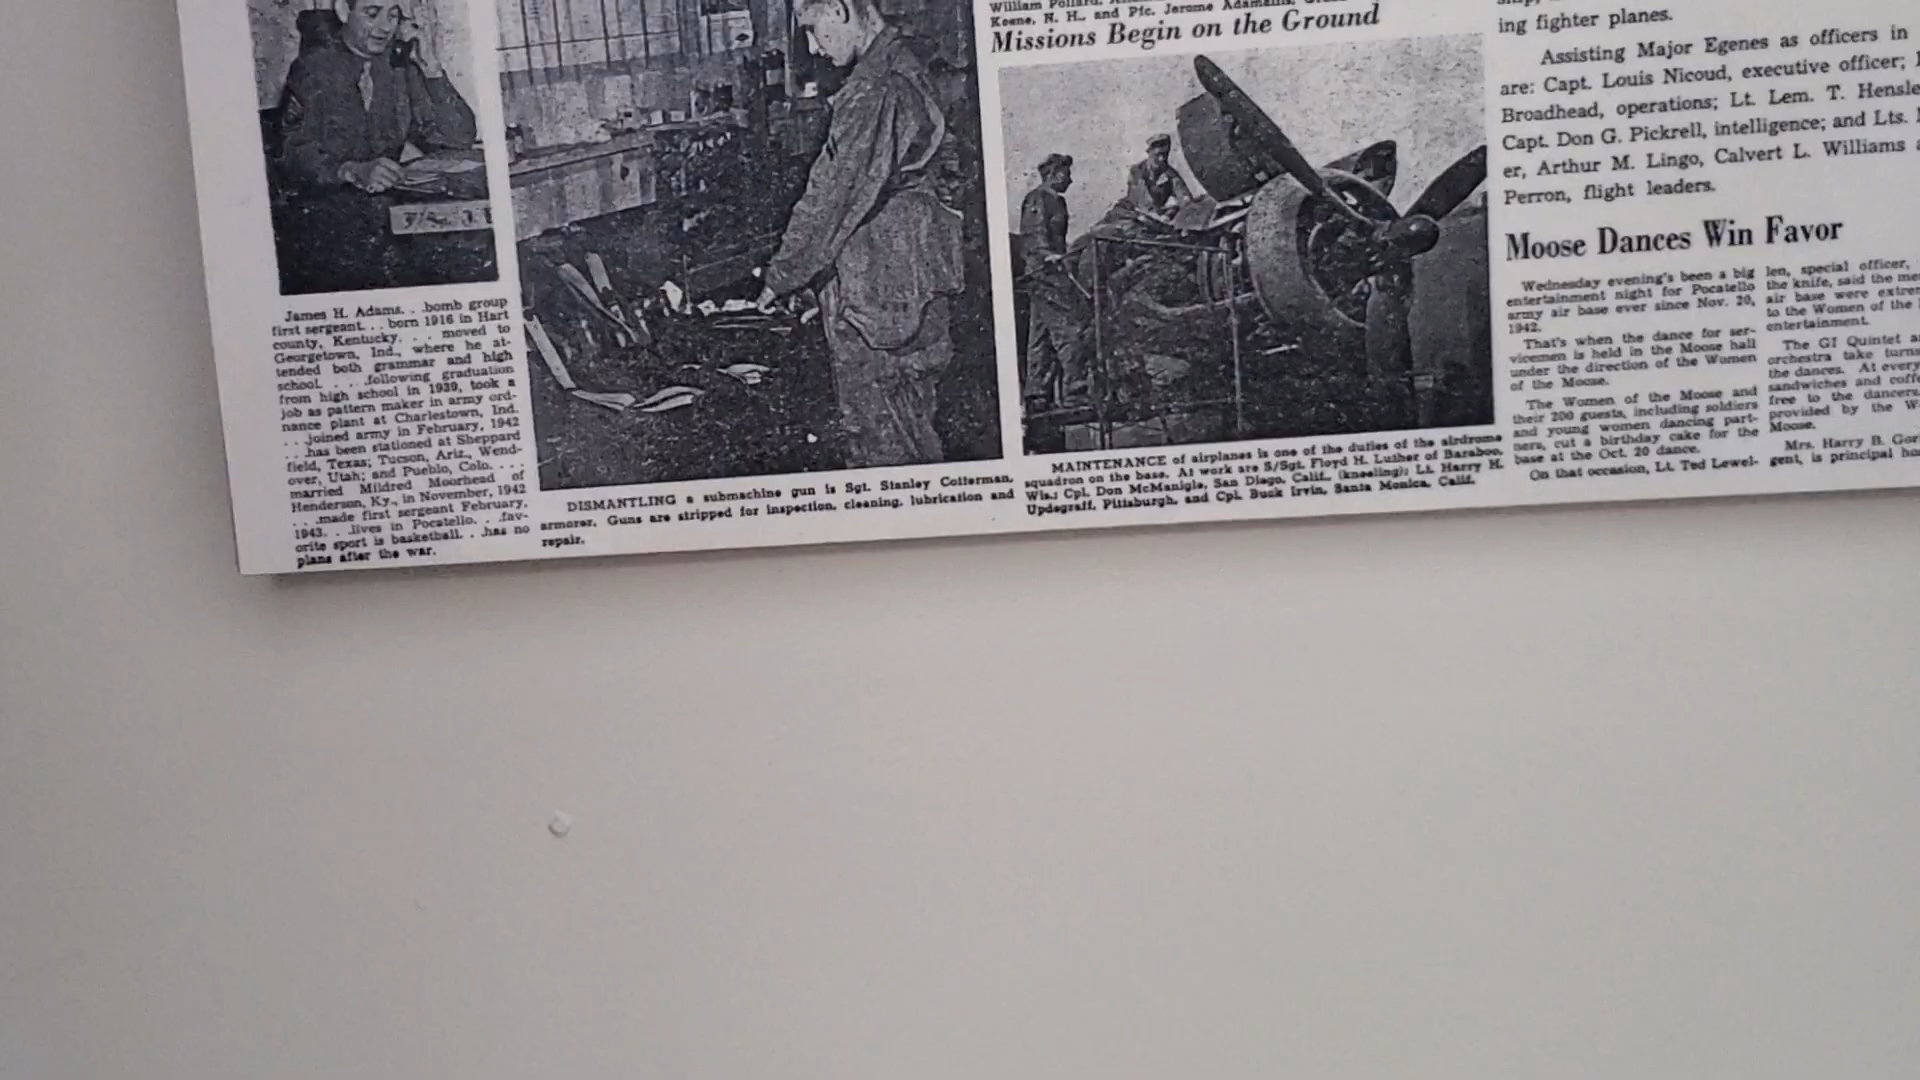 James H. Adams. . .bomb group
first sergeant. . . born 1916 in Hart
county, Kentucky. . . . moved to
Georgetown, Ind., where he at-
tended both grammar and high
school. . . .following graduation
from high school in 1939, took a
job as pattern maker in army ord-
nance plant at Charlestown, Ind.
. . .joined army in February, 1942
. . .has been stationed at Sheppard
field, Texas; Tucson, Ariz., Wend-
over, Utah; and Pueblo, Colo. . . .
married Mildred Moorhead of
Henderson, Ky., in November, 1942
. . .made first sergeant February,
1943. . .lives in Pocatello. . .fav-
orite sport is basketball. . .has no
plans after the war.
DISMANTLING a submachine gun is Sgt. Stanley Cotterman,
armorer. Guns are stripped for inspection, cleaning, lubrication and
repair.
William
Keene, N. H., and Pfc. Jerome
Missions Begin on the Ground
MAINTENANCE of airplanes is one of the duties of the airdrome
squadron on the base. At work are S/Sgt. Floyd H. Luther of Baraboo,
Wis.; Cpl. Don McManigle, San Diego, Calif., (kneeling); Lt. Harry H.
Updegraff, Pittsburgh, and Cpl. Buck Irvin, Santa Monica, Calif.
ing fighter planes.
Assisting Major Egenes as officers in
are: Capt. Louis Nicoud, executive officer;
Broadhead, operations; Lt. Lem. T. Hensle
Capt. Don G. Pickrell, intelligence; and Lts.
er, Arthur M. Lingo, Calvert L. Williams
Perron, flight leaders.
Moose Dances Win Favor
Wednesday evening's been a big
entertainment night for Pocatello
army air base ever since Nov. 20,
1942.
That's when the dance for ser-
vicemen is held in the Moose hall
under the direction of the Women
of the Moose.
The Women of the Moose and
their 200 guests, including soldiers
and young women dancing part-
ners, cut a birthday cake for the
base at the Oct. 20 dance.
On that occasion, Lt. Ted Lewel-
len, special officer,
the knife, said the me
air base were extre
to the Women of the
entertainment.
The GI Quintet a
orchestra take turns
the dances. At every
sandwiches and coff
free to the dancers,
provided by the W
Moose.
Mrs. Harry B. Gor
gent, is principal ho